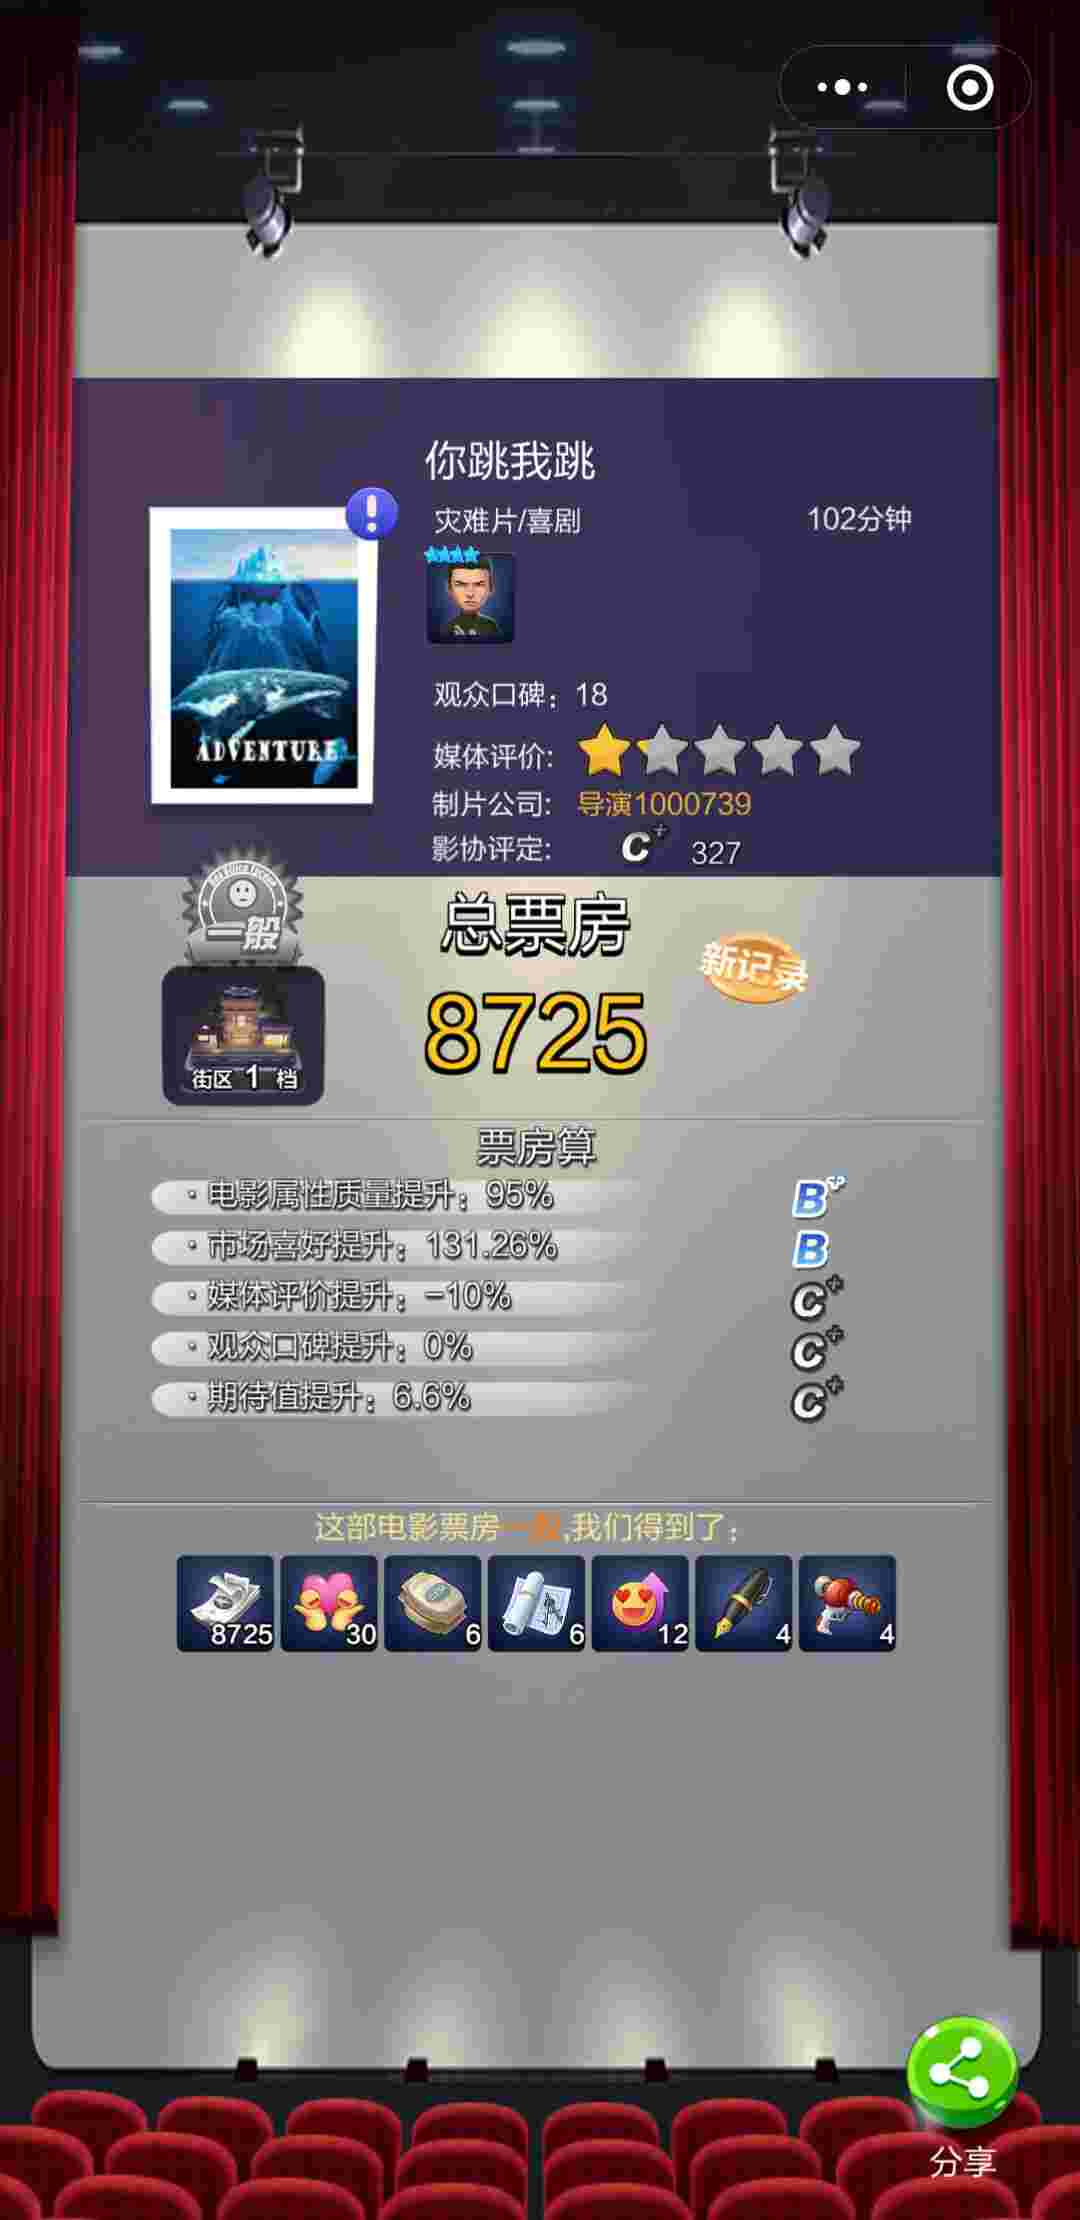 你跳我跳
灾难片/喜剧
102分钟
ADVENTURE
观众口碑：18
媒体评价:
制片公司: 导演1000739
影协评定: C+ 327
一般
总票房
新记录
8725
街区 1 档
票房算
· 电影属性质量提升：95% B
· 市场喜好提升：131.26% B
· 媒体评价提升：-10% C+
· 观众口碑提升：0% C+
· 期待值提升：6.6% C+
这部电影票房一般,我们得到了；
8725 30 6 6 12 4 4
分享